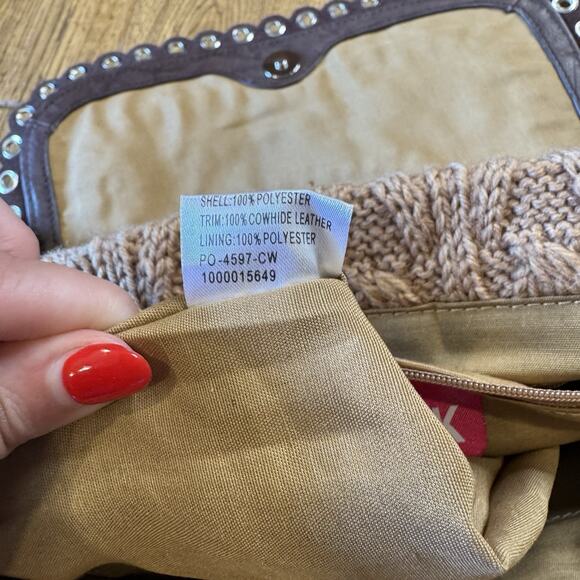 SHELL:100%POLYESTER
TRIM:100%COWHIDE LEATHER
LINING:100%POLYESTER
PO-4597-CW
1000015649